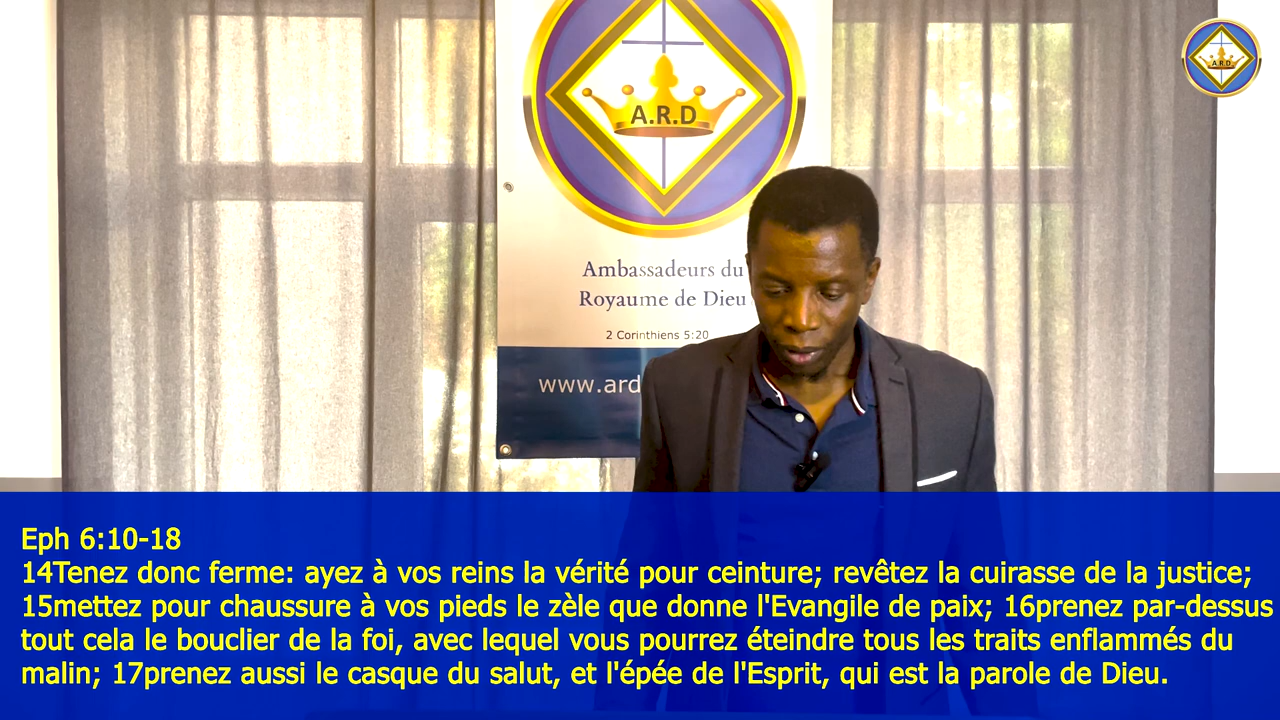 A.R.D
A.R.D.
Ambassadeurs du
Royaume de Dieu
2 Corinthiens 5:20
www.ard
Eph 6:10-18
14Tenez donc ferme: ayez à vos reins la vérité pour ceinture; revêtez la cuirasse de la justice;
15mettez pour chaussure à vos pieds le zèle que donne l'Evangile de paix; 16prenez par-dessus
tout cela le bouclier de la foi, avec lequel vous pourrez éteindre tous les traits enflammés du
malin; 17prenez aussi le casque du salut, et l'épée de l'Esprit, qui est la parole de Dieu.